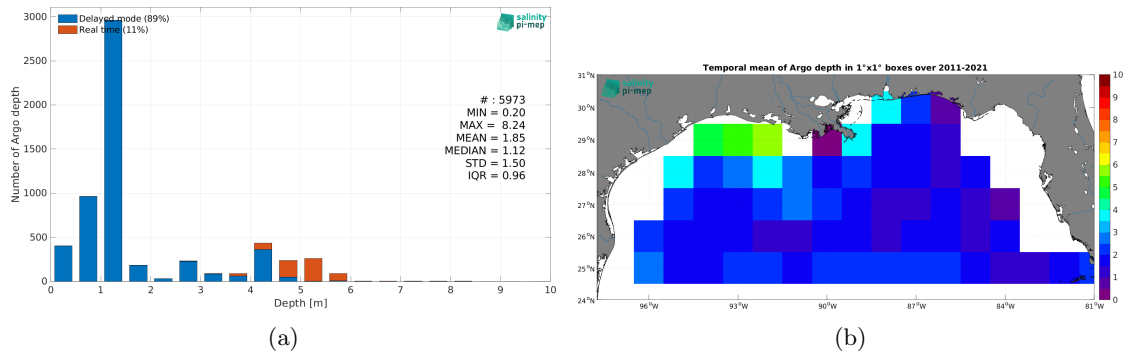 Delayed mode (89%)
Real time (11%)
salinity
pi-mep
3000
2500
2000
1500
1000
500
0
Number of Argo depth
# : 5973
MIN = 0.20
MAX = 8.24
MEAN = 1.85
MEDIAN = 1.12
STD = 1.50
IQR = 0.96
0 1 2 3 4 5 6 7 8 9 10
Depth [m]
(a)
Temporal mean of Argo depth in 1°x1° boxes over 2011-2021
salinity
pi-mep
31°N
30°N
29°N
28°N
27°N
26°N
25°N
24°N
96°W 93°W 90°W 87°W 81°W
10
9
8
7
6
5
4
3
2
1
0
(b)